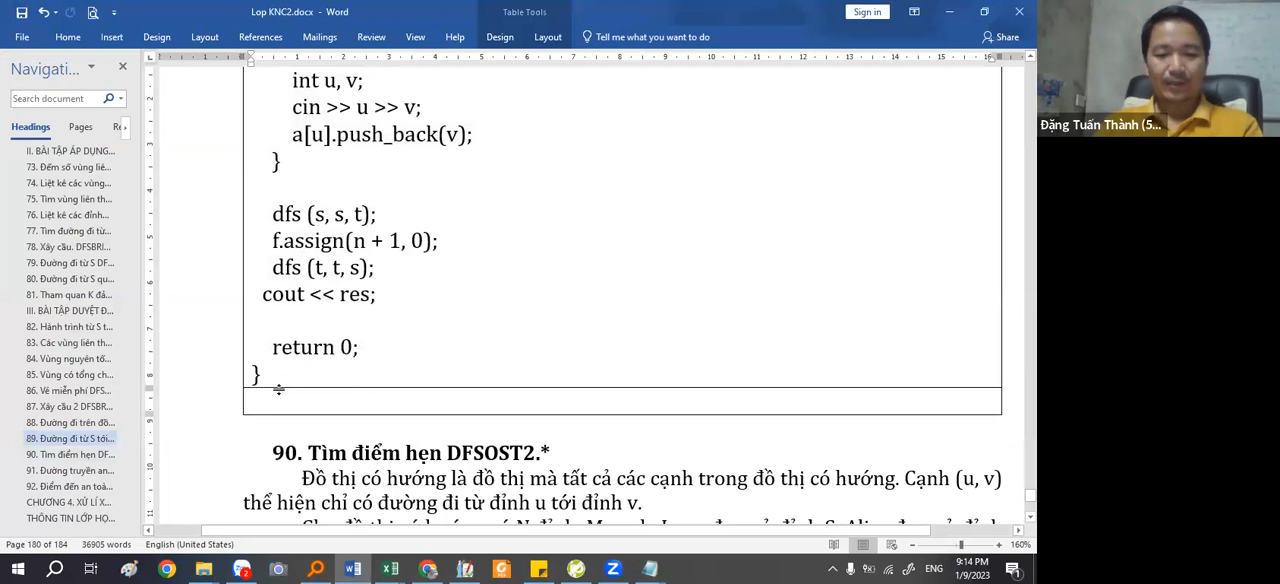 Lop KNC2.docx - Word
Table Tools
Sign in
File
Home
Insert
Design
Layout
References
Mailings
Review
View
Help
Design
Layout
Tell me what you want to do
Share
Navigati...
Search document
Headings
Pages
II. BÀI TẬP ÁP DỤNG...
73. Đếm số vùng liê...
74. Liệt kê các vùng...
75. Tìm vùng liên th...
76. Liệt kê các đỉnh...
77. Tìm đường đi từ...
78. Xây cầu. DFSBRI...
79. Đường đi từ S DF...
80. Đường đi từ S qu...
81. Tham quan K đả...
III. BÀI TẬP DUYỆT Đ...
82. Hành trình từ S t...
83. Các vùng liên th...
84. Vùng nguyên tố...
85. Vùng có tổng ch...
86. Vé miễn phí DFS...
87. Xây cầu 2 DFSBR...
88. Đường đi trên đồ...
89. Đường đi từ S tới...
90. Tìm điểm hẹn DF...
91. Đường truyền an...
92. Điểm đến an toà...
CHƯƠNG 4. XỬ LÍ X...
THÔNG TIN LỚP HỌ...
int u, v;
cin >> u >> v;
a[u].push_back(v);
}
dfs (s, s, t);
f.assign(n + 1, 0);
dfs (t, t, s);
cout << res;
return 0;
}
90. Tìm điểm hẹn DFSOST2.*
Đồ thị có hướng là đồ thị mà tất cả các cạnh trong đồ thị có hướng. Cạnh (u, v)
thể hiện chỉ có đường đi từ đỉnh u tới đỉnh v.
Đặng Tuấn Thành (5...
Page 180 of 184
36905 words
English (United States)
160%
ENG
9:14 PM
1/9/2023